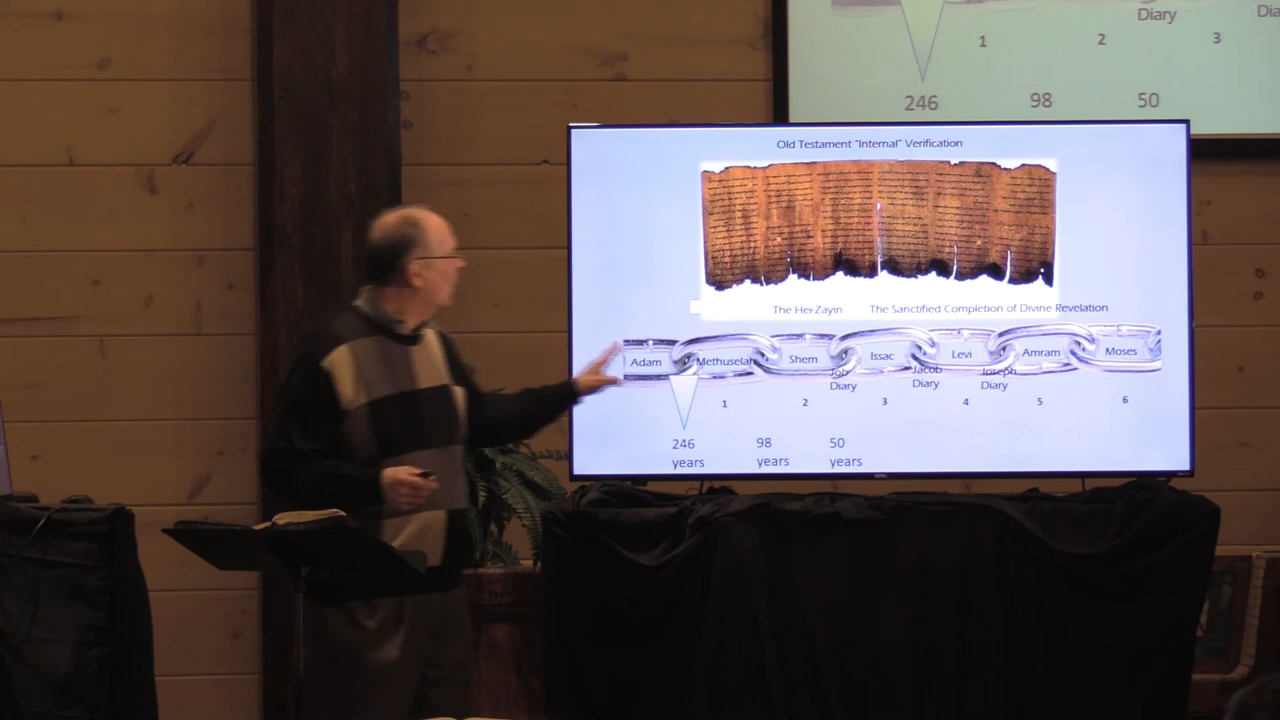 Diary
1 2 3
246 98 50
Old Testament "Internal" Verification
The Hei-Zayin The Sanctified Completion of Divine Revelation
Adam Methuselah Shem Issac Levi Amram Moses
Job Jacob Joseph
Diary Diary Diary
1 2 3 4 5 6
246 98 50
years years years